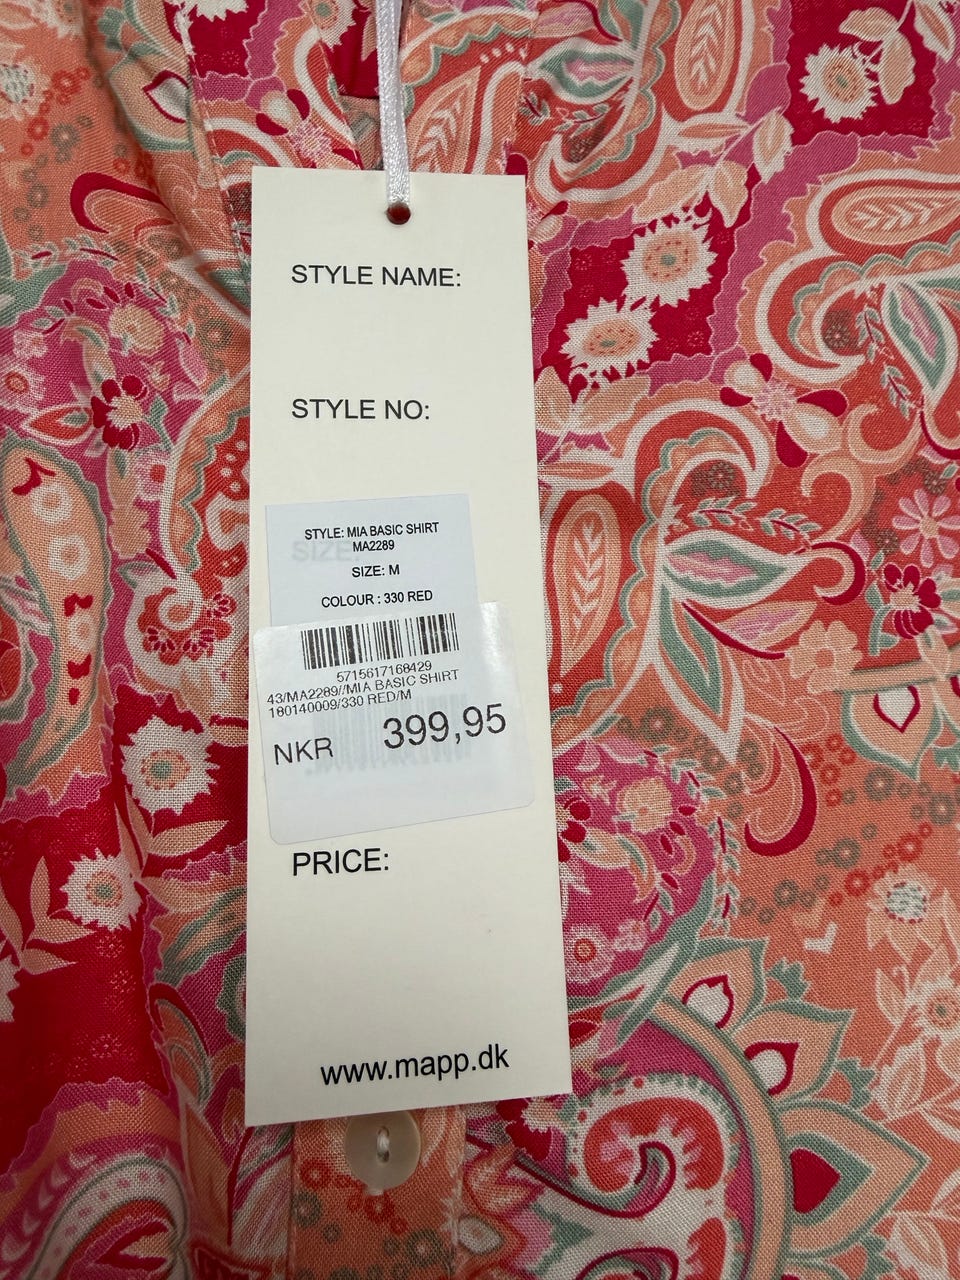 STYLE NAME:
STYLE NO:
STYLE: MIA BASIC SHIRT
MA2289
SIZE:
SIZE: M
COLOUR : 330 RED
5715617168429
43/MA2289//MIA BASIC SHIRT
180140009/330 RED/M
NKR 399,95
PRICE:
www.mapp.dk